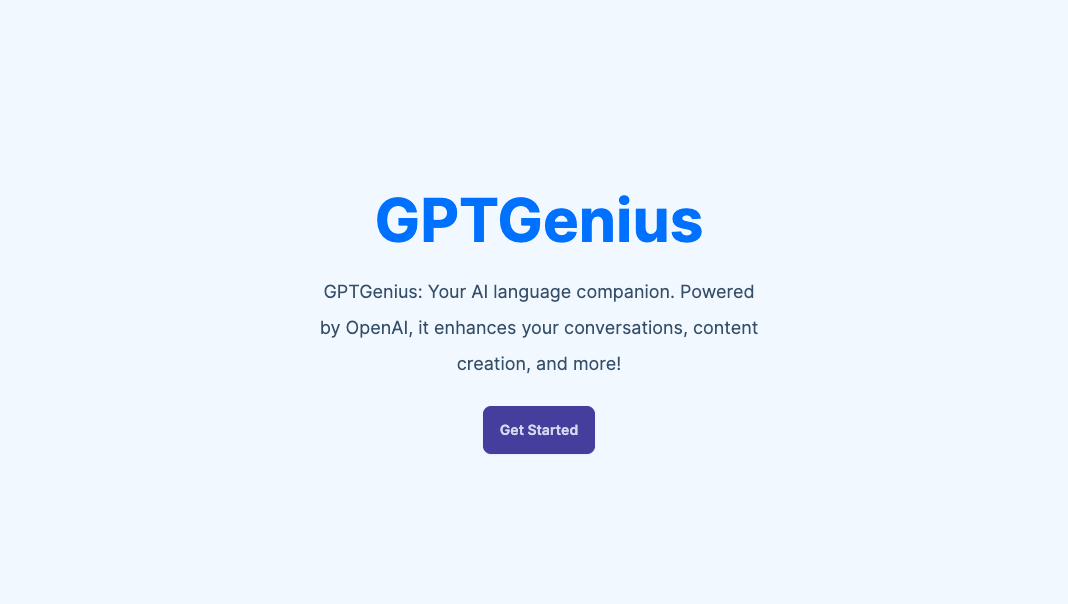 GPTGenius
GPTGenius: Your AI language companion. Powered
by OpenAI, it enhances your conversations, content
creation, and more!
Get Started